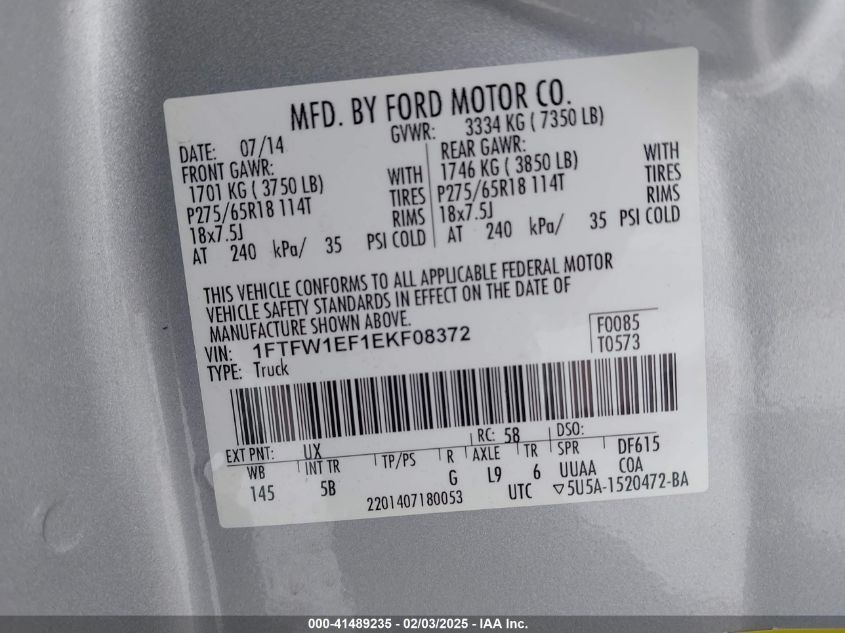 MFD. BY FORD MOTOR CO.
DATE: 07/14 GVWR: 3334 KG ( 7350 LB)
FRONT GAWR: REAR GAWR:
1701 KG ( 3750 LB) WITH 1746 KG ( 3850 LB) WITH
P275/65R18 114T TIRES P275/65R18 114T TIRES
18x7.5J RIMS 18x7.5J RIMS
AT 240 kPa/ 35 PSI COLD AT 240 kPa/ 35 PSI COLD
THIS VEHICLE CONFORMS TO ALL APPLICABLE FEDERAL MOTOR
VEHICLE SAFETY STANDARDS IN EFFECT ON THE DATE OF
MANUFACTURE SHOWN ABOVE.
VIN: 1FTFW1EF1EKF08372 F0085
TYPE: Truck T0573
EXT PNT: UX RC: 58 DSO:
WB INT TR TP/PS R AXLE TR SPR DF615
145 5B G L9 6 UUAA COA
2201407180053 UTC ▽5U5A-1520472-BA
000-41489235 - 02/03/2025 - IAA Inc.